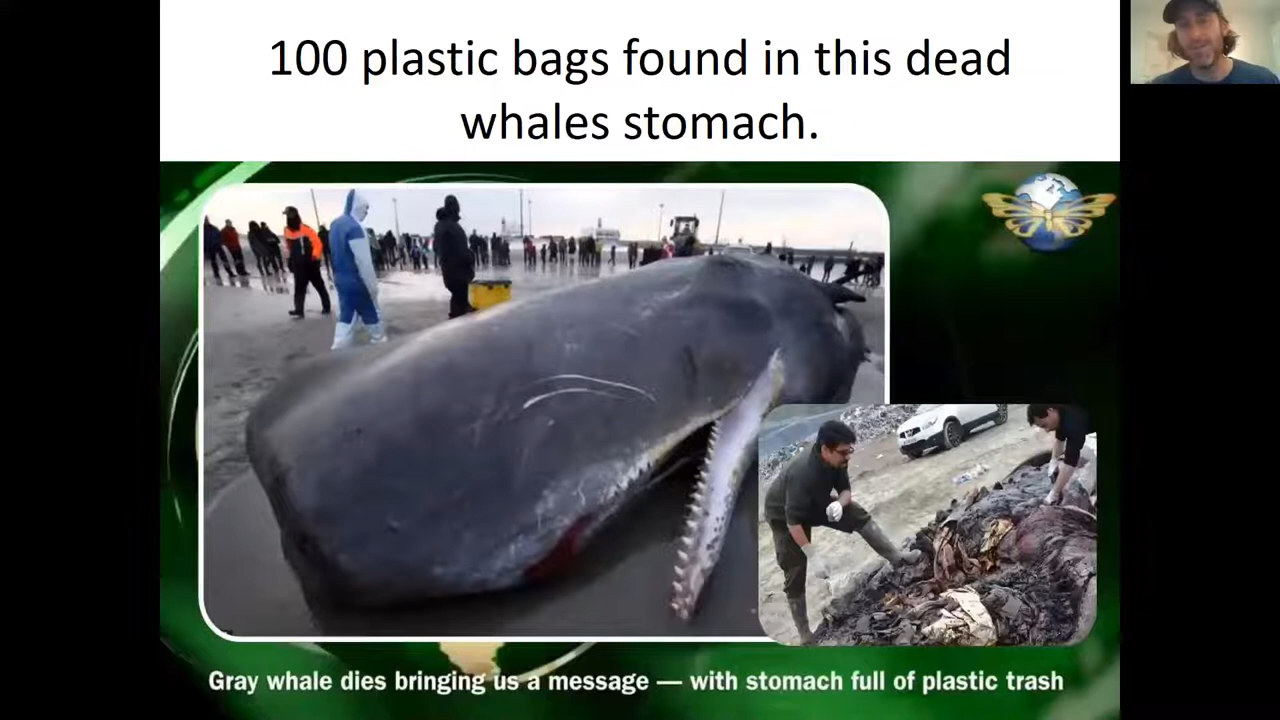 100 plastic bags found in this dead
whales stomach.
Gray whale dies bringing us a message — with stomach full of plastic trash